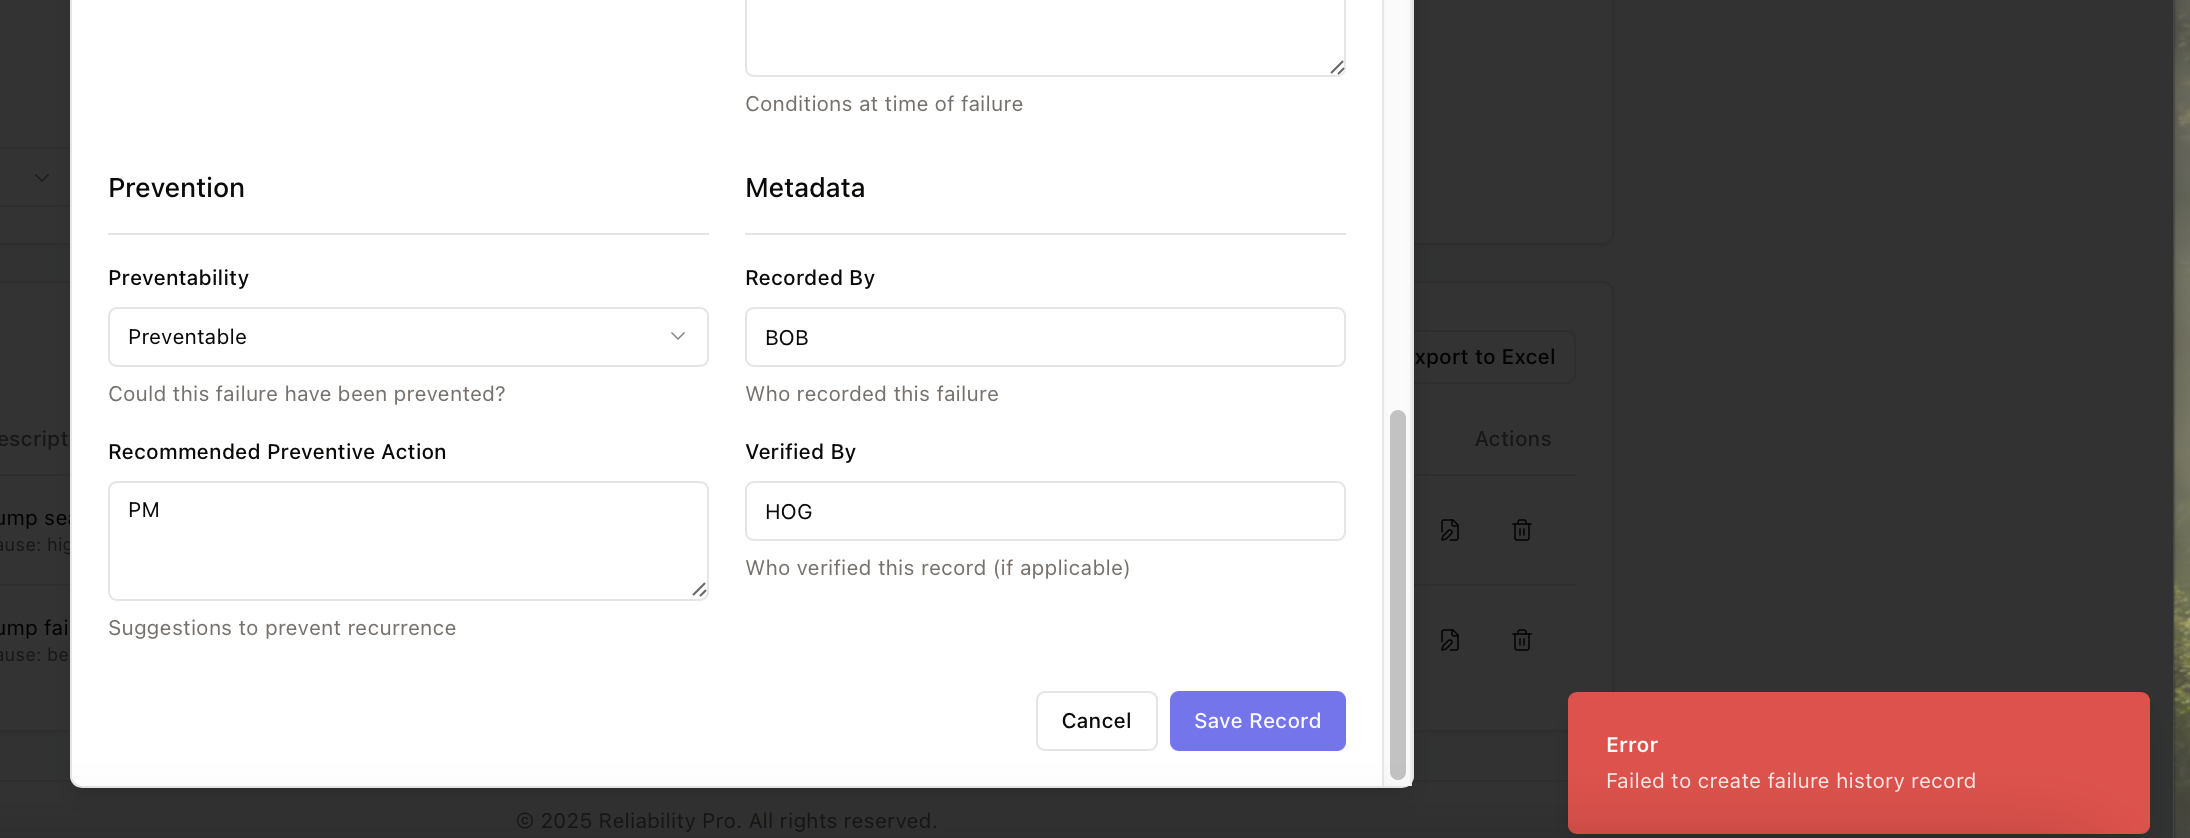 Conditions at time of failure
Prevention
Metadata
Preventability
Preventable
Could this failure have been prevented?
Recommended Preventive Action
PM
Suggestions to prevent recurrence
Recorded By
BOB
Who recorded this failure
Verified By
HOG
Who verified this record (if applicable)
Cancel
Save Record
xport to Excel
escript
Actions
ump sea
ause: hig
ump fai
ause: be
Error
Failed to create failure history record
© 2025 Reliability Pro. All rights reserved.